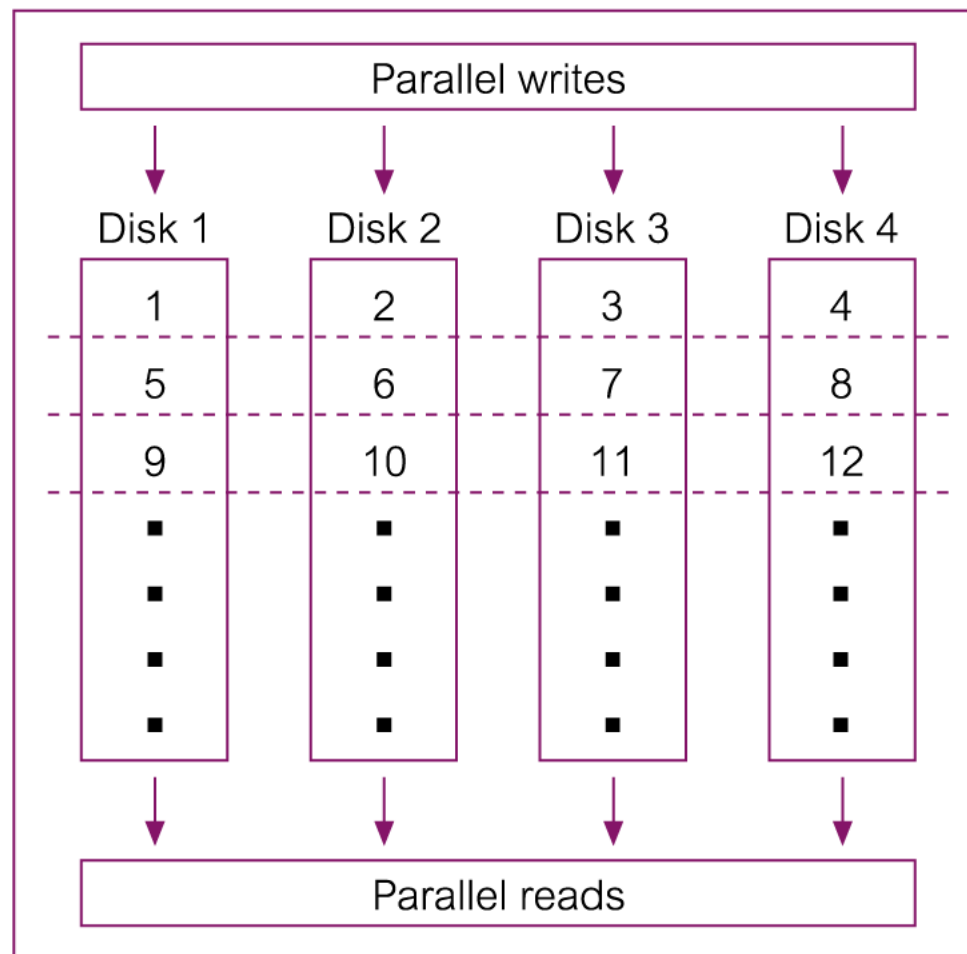 Parallel writes
Disk 1 Disk 2 Disk 3 Disk 4
1 2 3 4
5 6 7 8
9 10 11 12
Parallel reads